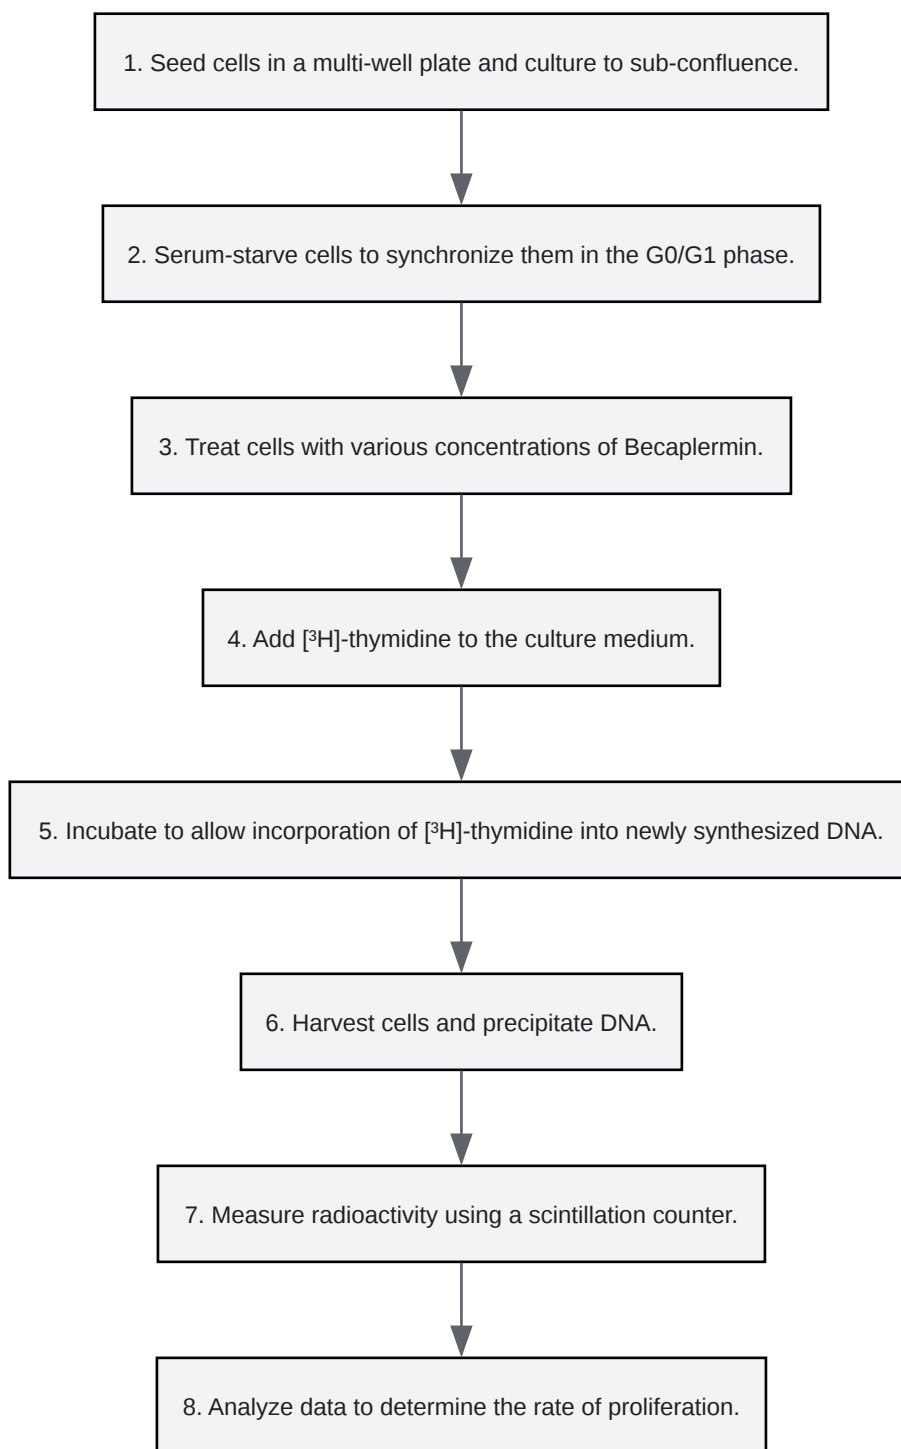 1. Seed cells in a multi-well plate and culture to sub-confluence.
2. Serum-starve cells to synchronize them in the G0/G1 phase.
3. Treat cells with various concentrations of Becaplermin.
4. Add [³H]-thymidine to the culture medium.
5. Incubate to allow incorporation of [³H]-thymidine into newly synthesized DNA.
6. Harvest cells and precipitate DNA.
7. Measure radioactivity using a scintillation counter.
8. Analyze data to determine the rate of proliferation.